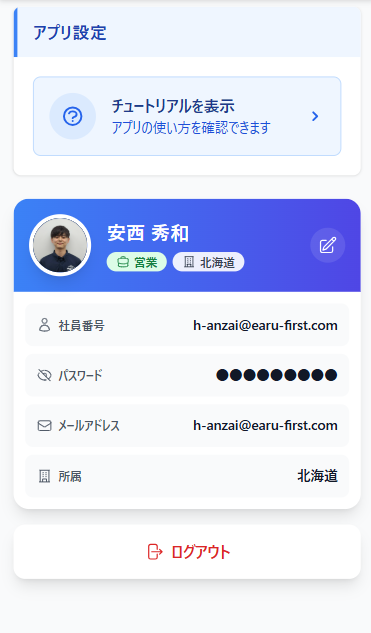 アプリ設定
チュートリアルを表示
アプリの使い方を確認できます
安西 秀和
営業 北海道
社員番号 h-anzai@earu-first.com
パスワード ●●●●●●●●●
メールアドレス h-anzai@earu-first.com
所属 北海道
ログアウト